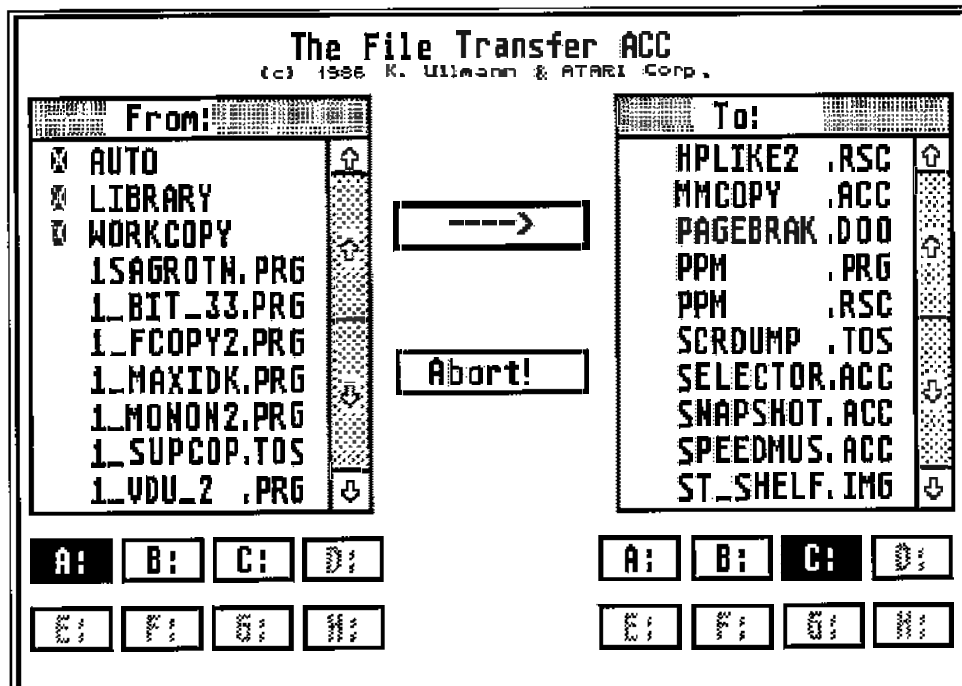 The File Transfer ACC
(c) 1986 K. Ullmann & ATARI Corp.
From:
AUTO
LIBRARY
WORKCOPY
1SAGROTN.PRG
1_BIT_33.PRG
1_FCOPY2.PRG
1_MAXIDK.PRG
1_MONON2.PRG
1_SUPCOP.TOS
1_VDU_2 .PRG
A: B: C: D:
E: F: G: H:
---->
Abort!
To:
HPLIKE2 .RSC
MMCOPY .ACC
PAGEBRAK.DOO
PPM .PRG
PPM .RSC
SCRDUMP .TOS
SELECTOR.ACC
SNAPSHOT.ACC
SPEEDMUS.ACC
ST_SHELF.IMG
A: B: C: D:
E: F: G: H: